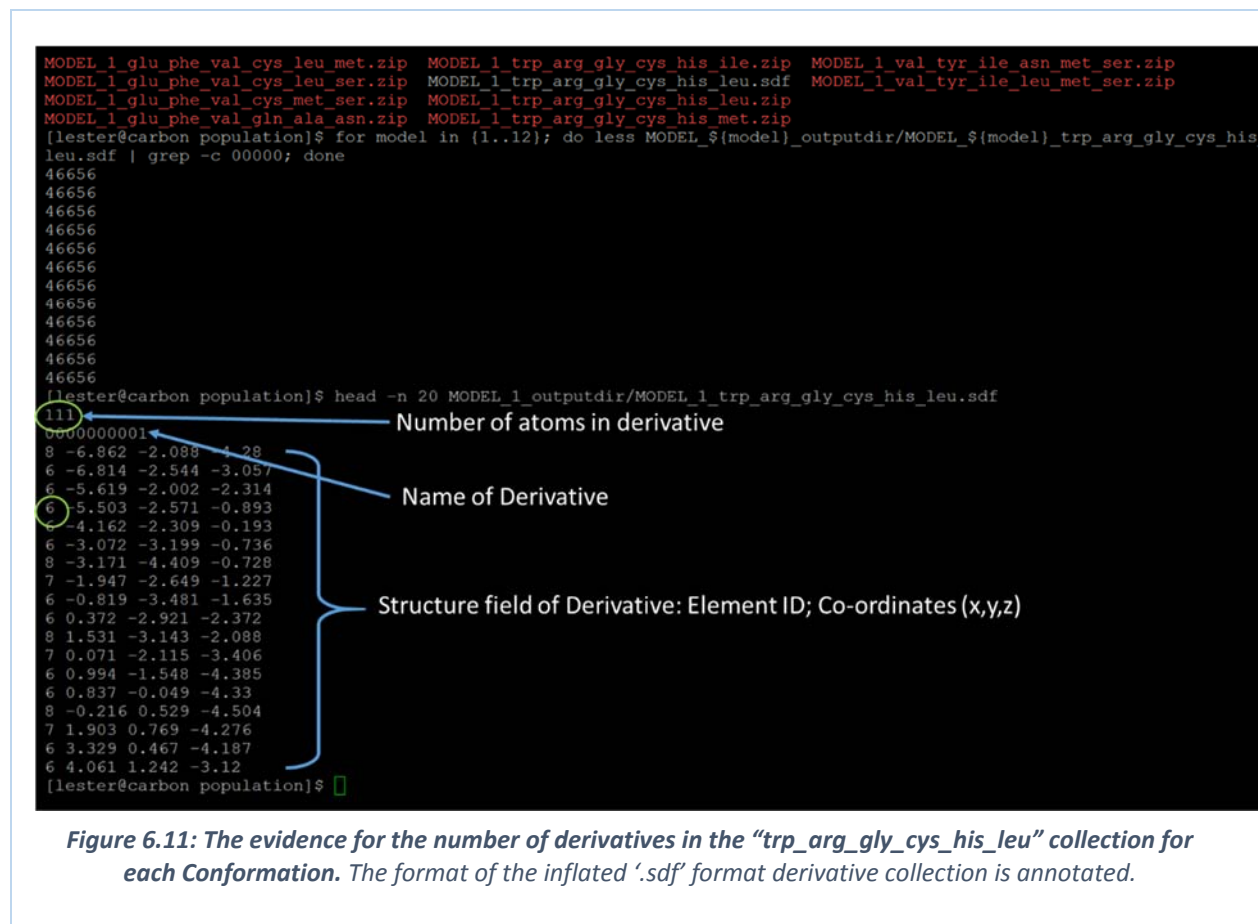 MODEL_1_glu_phe_val_cys_leu_met.zip MODEL_1_trp_arg_gly_cys_his_ile.zip MODEL_1_val_tyr_ile_asn_met_ser.zip
MODEL_1_glu_phe_val_cys_leu_ser.zip MODEL_1_trp_arg_gly_cys_his_leu.sdf MODEL_1_val_tyr_ile_leu_met_ser.zip
MODEL_1_glu_phe_val_cys_met_ser.zip MODEL_1_trp_arg_gly_cys_his_leu.zip
MODEL_1_glu_phe_val_gln_ala_asn.zip MODEL_1_trp_arg_gly_cys_his_met.zip
[lester@carbon population]$ for model in {1..12}; do less MODEL_${model}_outputdir/MODEL_${model}_trp_arg_gly_cys_his
leu.sdf | grep -c 00000; done
46656
46656
46656
46656
46656
46656
46656
46656
46656
46656
46656
46656
[lester@carbon population]$ head -n 20 MODEL_1_outputdir/MODEL_1_trp_arg_gly_cys_his_leu.sdf
111
Number of atoms in derivative
0000000001
8 -6.862 -2.088 -4.28
6 -6.814 -2.544 -3.057
6 -5.619 -2.002 -2.314
Name of Derivative
6 -5.503 -2.571 -0.893
6 -4.162 -2.309 -0.193
6 -3.072 -3.199 -0.736
8 -3.171 -4.409 -0.728
7 -1.947 -2.649 -1.227
6 -0.819 -3.481 -1.635
Structure field of Derivative: Element ID; Co-ordinates (x,y,z)
6 0.372 -2.921 -2.372
8 1.531 -3.143 -2.088
7 0.071 -2.115 -3.406
6 0.994 -1.548 -4.385
6 0.837 -0.049 -4.33
8 -0.216 0.529 -4.504
7 1.903 0.769 -4.276
6 3.329 0.467 -4.187
6 4.061 1.242 -3.12
[lester@carbon population]$
Figure 6.11: The evidence for the number of derivatives in the “trp_arg_gly_cys_his_leu” collection for
each Conformation. The format of the inflated ‘.sdf’ format derivative collection is annotated.